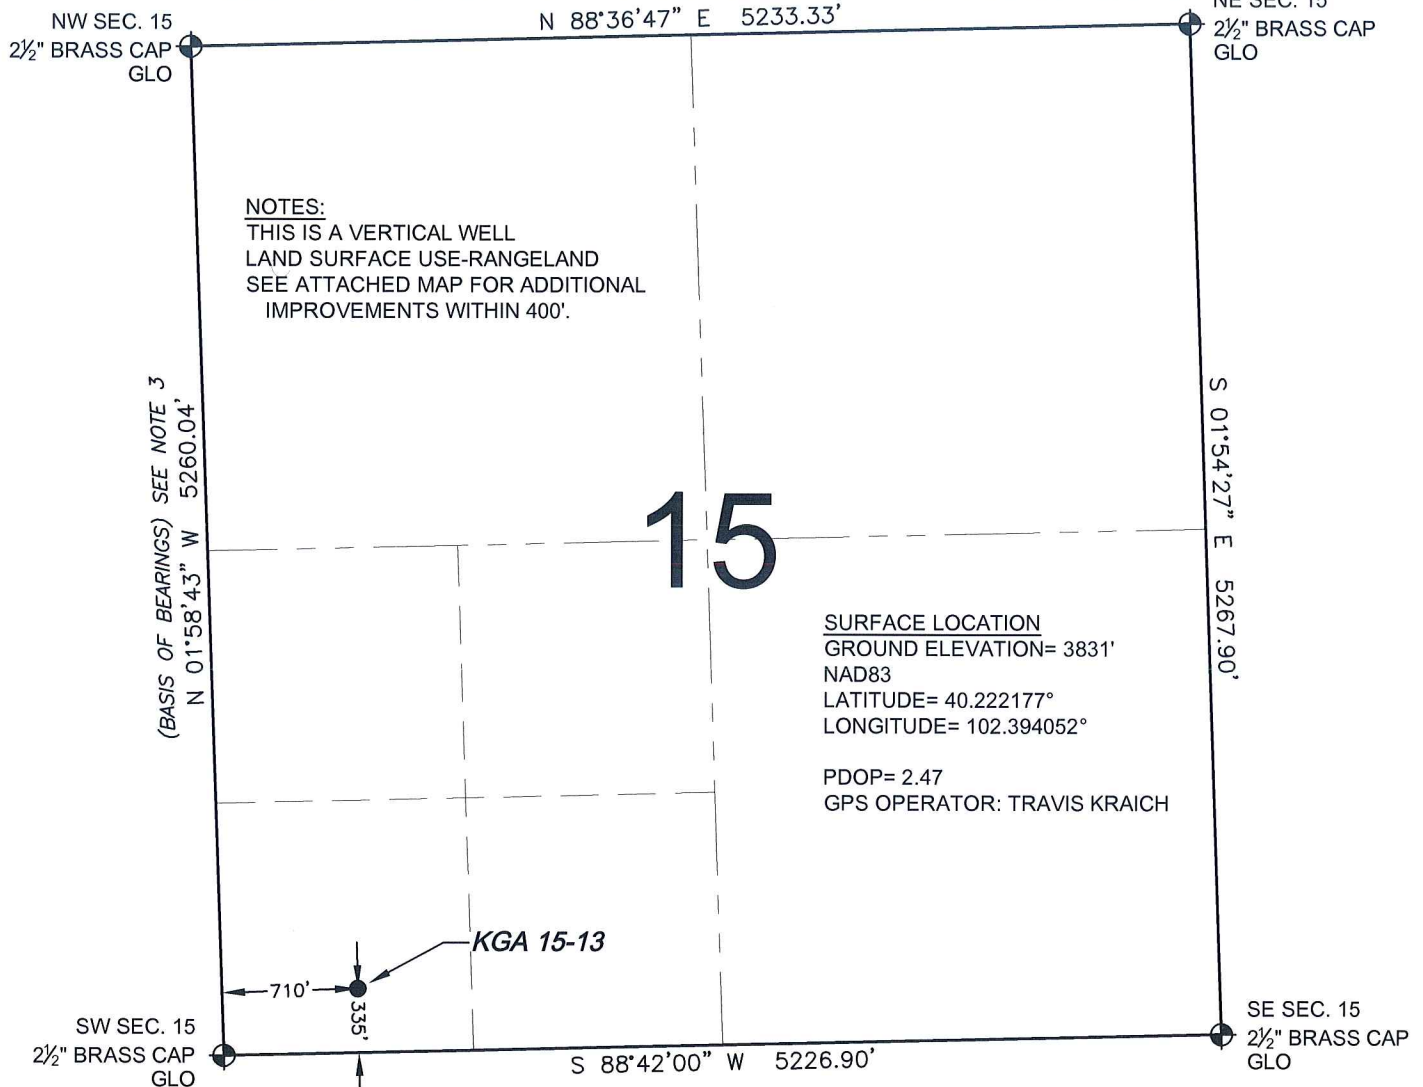 N 88°36'47" E 5233.33'
NW SEC. 15
2½" BRASS CAP
GLO
NE SEC. 15
2½" BRASS CAP
GLO
NOTES:
THIS IS A VERTICAL WELL
LAND SURFACE USE-RANGELAND
SEE ATTACHED MAP FOR ADDITIONAL
IMPROVEMENTS WITHIN 400'.
(BASIS OF BEARINGS) SEE NOTE 3
N 01°58'43" W 5260.04'
15
S 01°54'27" E 5267.90'
SURFACE LOCATION
GROUND ELEVATION= 3831'
NAD83
LATITUDE= 40.222177°
LONGITUDE= 102.394052°
PDOP= 2.47
GPS OPERATOR: TRAVIS KRAICH
KGA 15-13
710'
335'
SW SEC. 15
2½" BRASS CAP
GLO
S 88°42'00" W 5226.90'
SE SEC. 15
2½" BRASS CAP
GLO